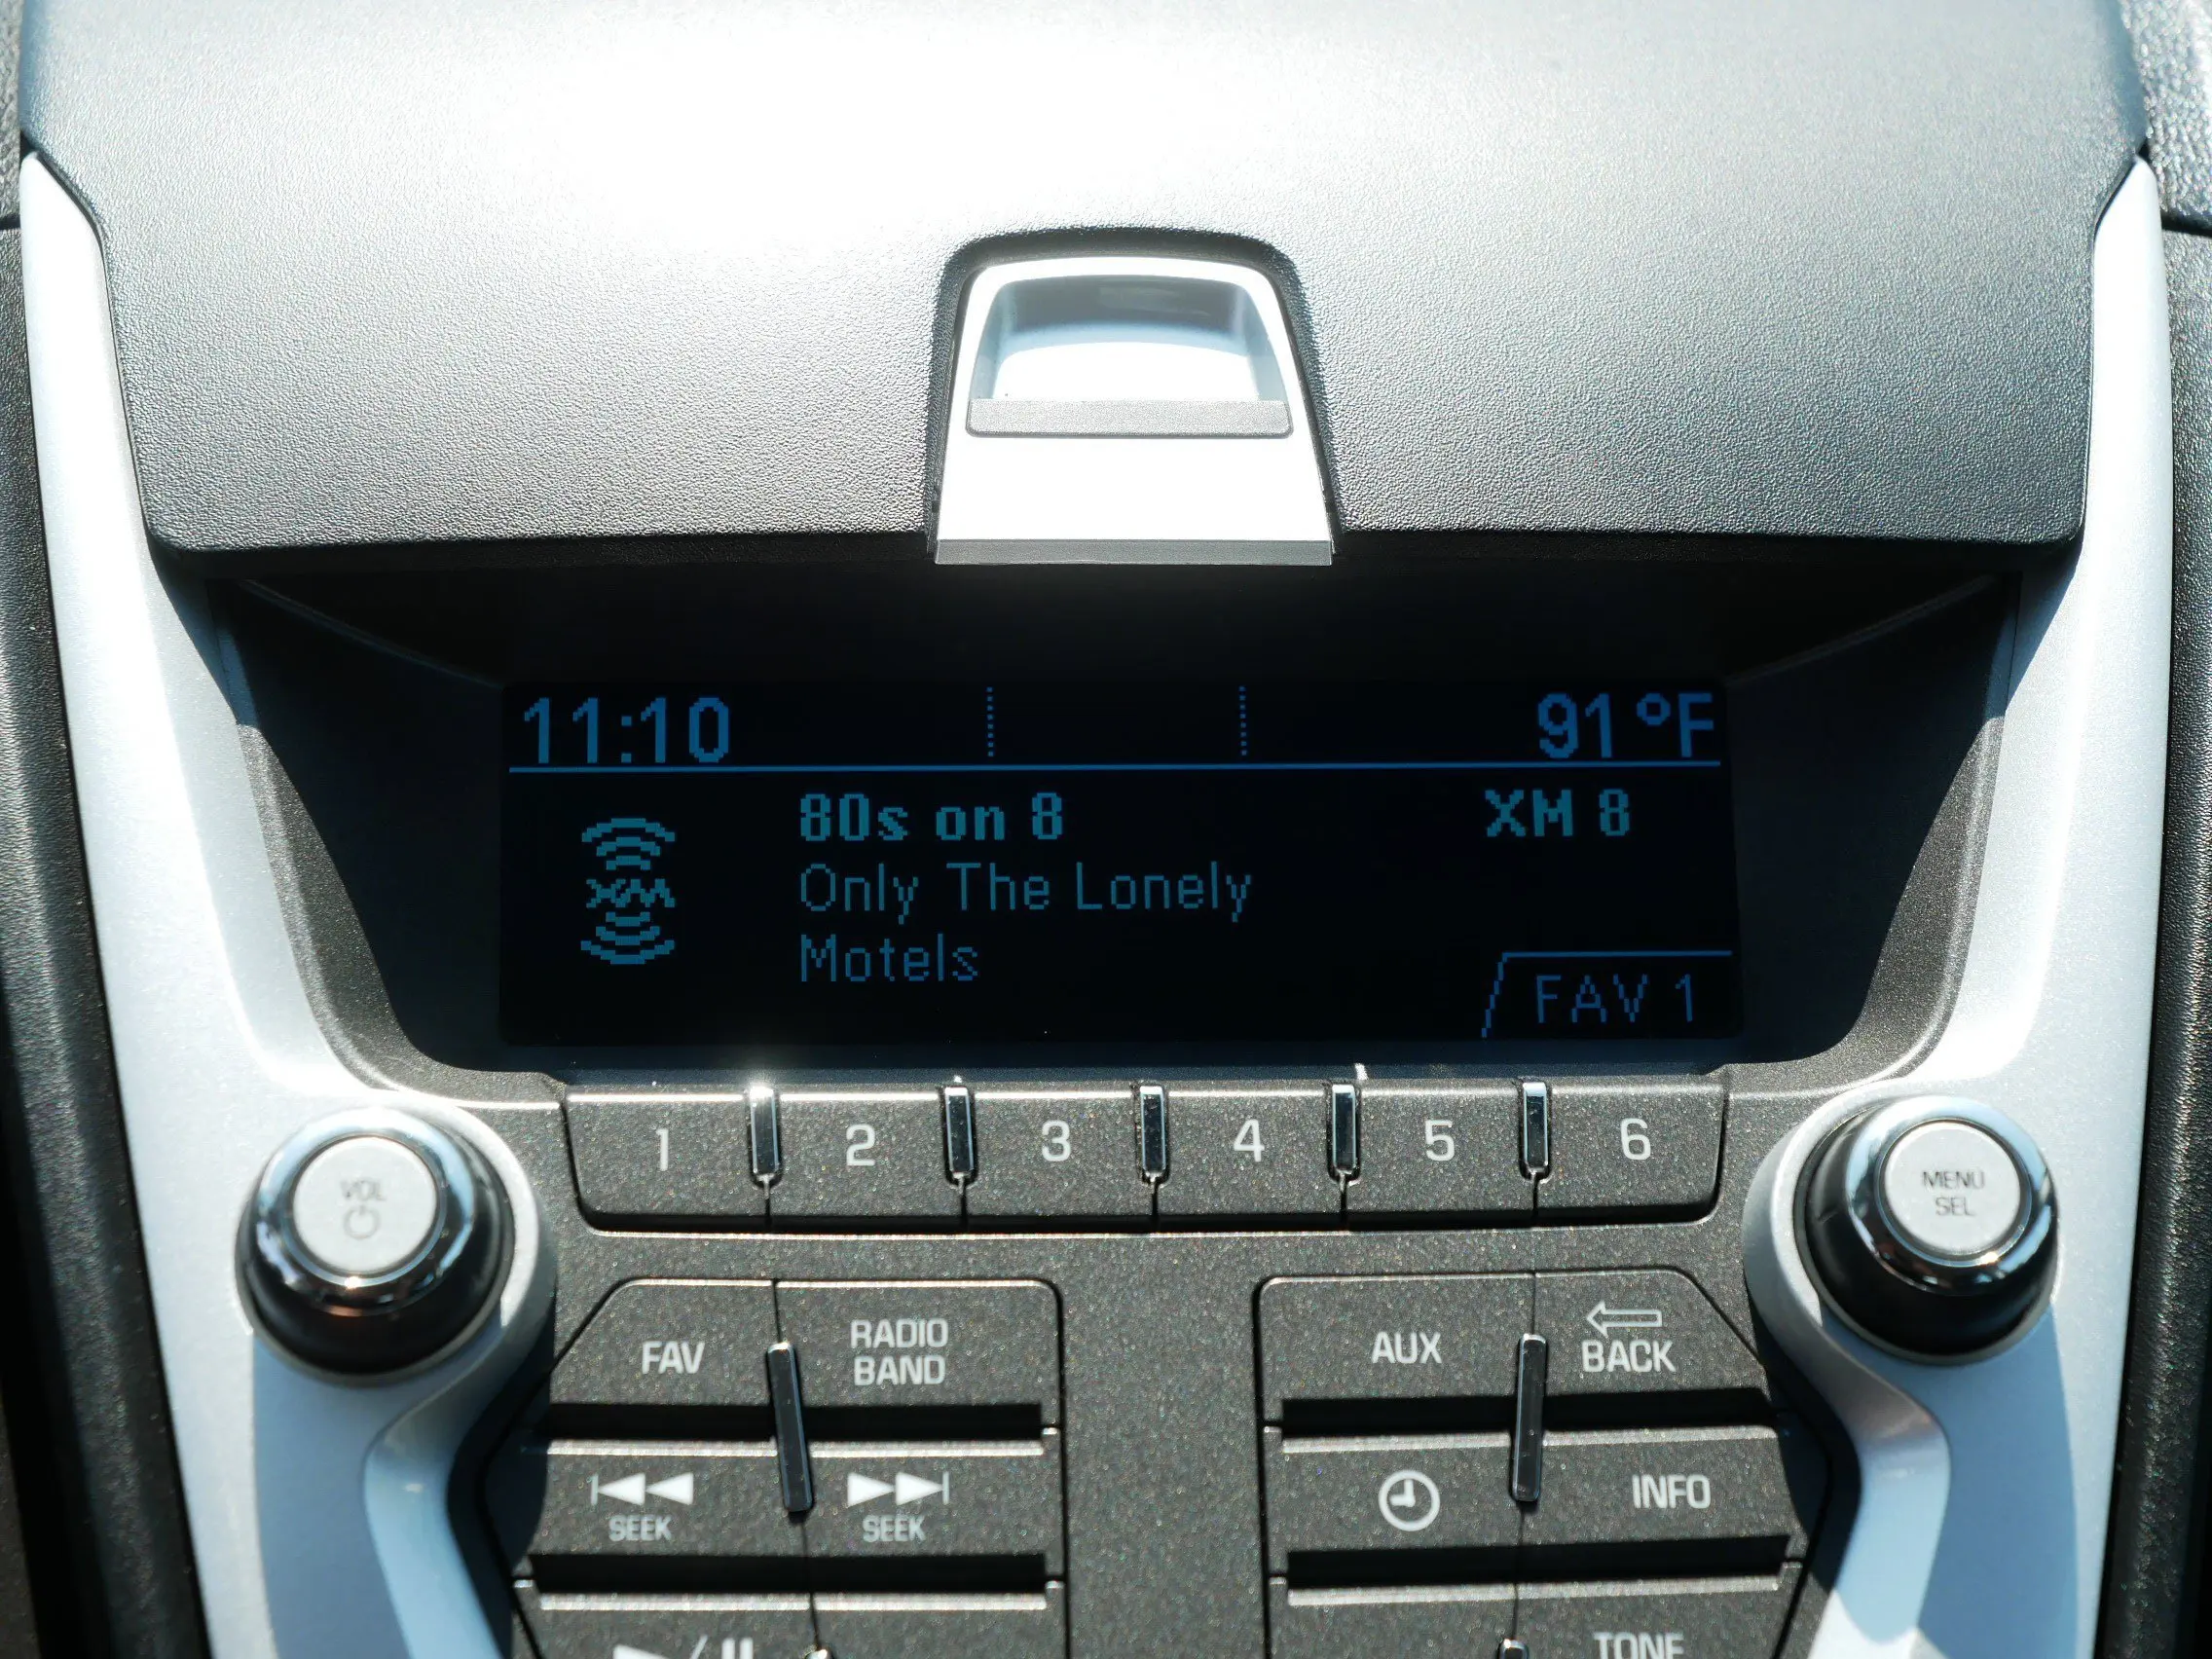 11:10 91 °F
80s on 8 XM 8
XM
Only The Lonely
Motels
FAV 1
1 2 3 4 5 6
VOL
MENU
SEL
FAV
RADIO
BAND
AUX
BACK
SEEK
SEEK
INFO
TONE